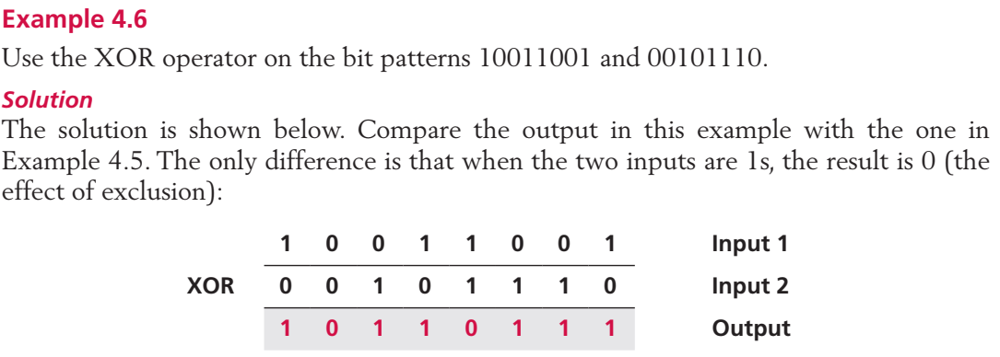 Example 4.6
Use the XOR operator on the bit patterns 10011001 and 00101110.
Solution
The solution is shown below. Compare the output in this example with the one in
Example 4.5. The only difference is that when the two inputs are 1s, the result is 0 (the
effect of exclusion):
1 0 0 1 1 0 0 1 Input 1
XOR 0 0 1 0 1 1 1 0 Input 2
1 0 1 1 0 1 1 1 Output